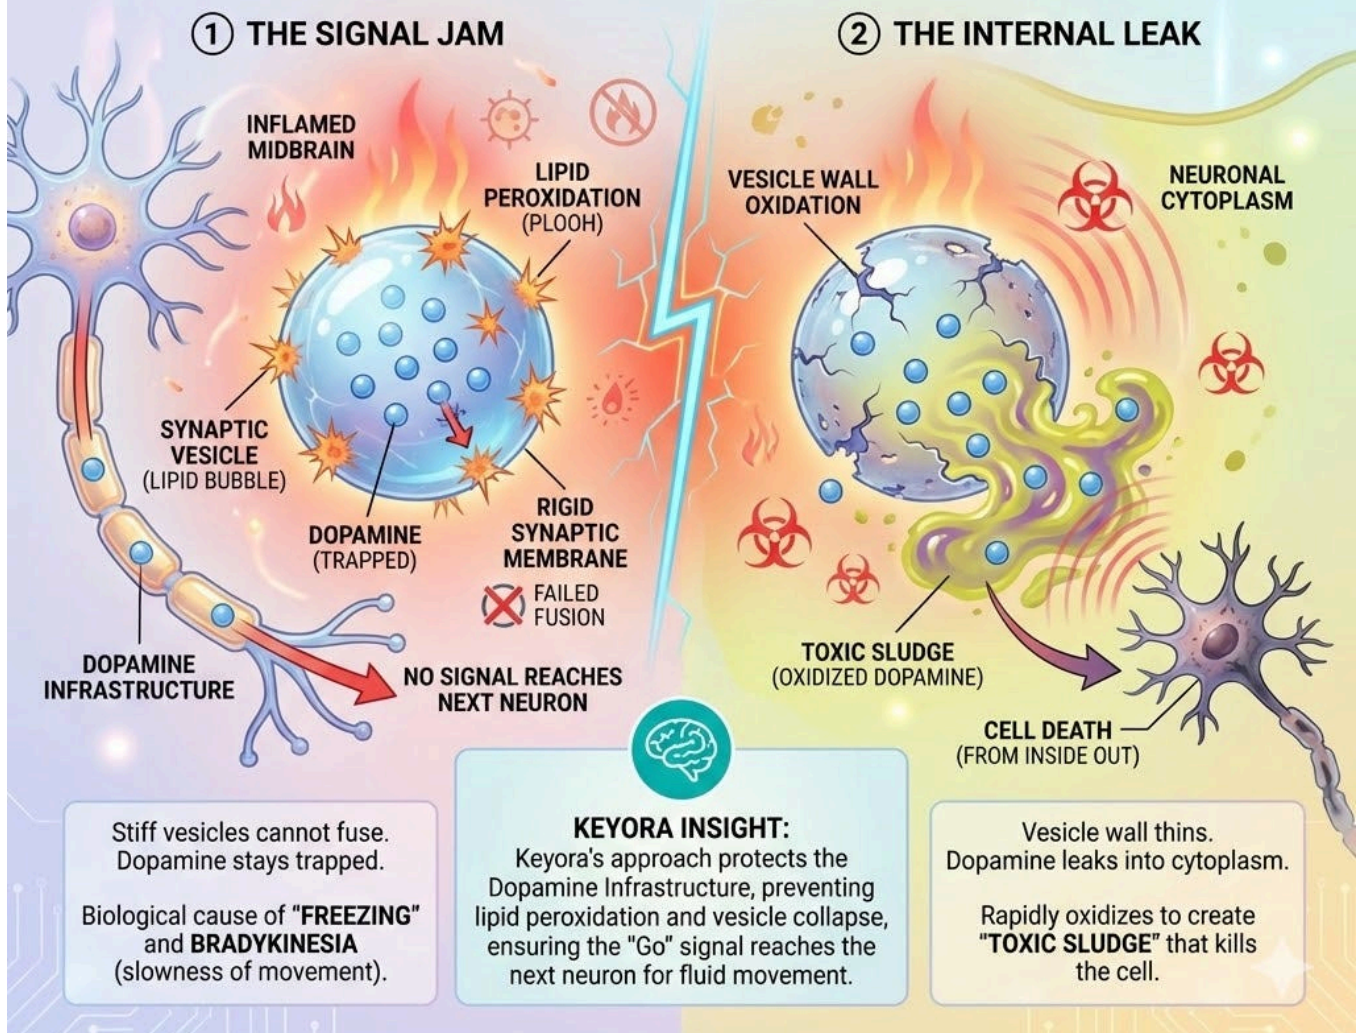 ① THE SIGNAL JAM
INFLAMED
MIDBRAIN
LIPID
PEROXIDATION
(PLOOH)
SYNAPTIC
VESICLE
(LIPID BUBBLE)
DOPAMINE
(TRAPPED)
RIGID
SYNAPTIC
MEMBRANE
FAILED
FUSION
DOPAMINE
INFRASTRUCTURE
NO SIGNAL REACHES
NEXT NEURON
Stiff vesicles cannot fuse.
Dopamine stays trapped.
Biological cause of "FREEZING"
and BRADYKINESIA
(slowness of movement).
② THE INTERNAL LEAK
VESICLE WALL
OXIDATION
NEURONAL
CYTOPLASM
TOXIC SLUDGE
(OXIDIZED DOPAMINE)
CELL DEATH
(FROM INSIDE OUT)
KEYORA INSIGHT:
Keyora's approach protects the
Dopamine Infrastructure, preventing
lipid peroxidation and vesicle collapse,
ensuring the "Go" signal reaches the
next neuron for fluid movement.
Vesicle wall thins.
Dopamine leaks into cytoplasm.
Rapidly oxidizes to create
"TOXIC SLUDGE" that kills
the cell.